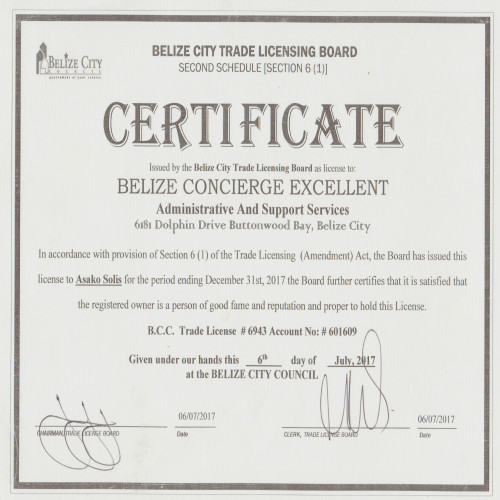 BELIZE CITY
COUNCIL
BELIZE CITY TRADE LICENSING BOARD
SECOND SCHEDULE [SECTION 6 (1)]
CERTIFICATE
Issued by the Belize City Trade Licensing Board as license to:
BELIZE CONCIERGE EXCELLENT
Administrative And Support Services
6181 Dolphin Drive Buttonwood Bay, Belize City
In accordance with provision of Section 6 (1) of the Trade Licensing (Amendment) Act, the Board has issued this
license to Asako Solis for the period ending December 31st, 2017 the Board further certifies that it is satisfied that
the registered owner is a person of good fame and reputation and proper to hold this License.
B.C.C. Trade License # 6943 Account No: # 601609
Given under our hands this 6th day of July, 2017
at the BELIZE CITY COUNCIL
06/07/2017
06/07/2017
CHAIRMAN, TRADE LICENSE BOARD
Date
CLERK, TRADE LICENSE BOARD
Date